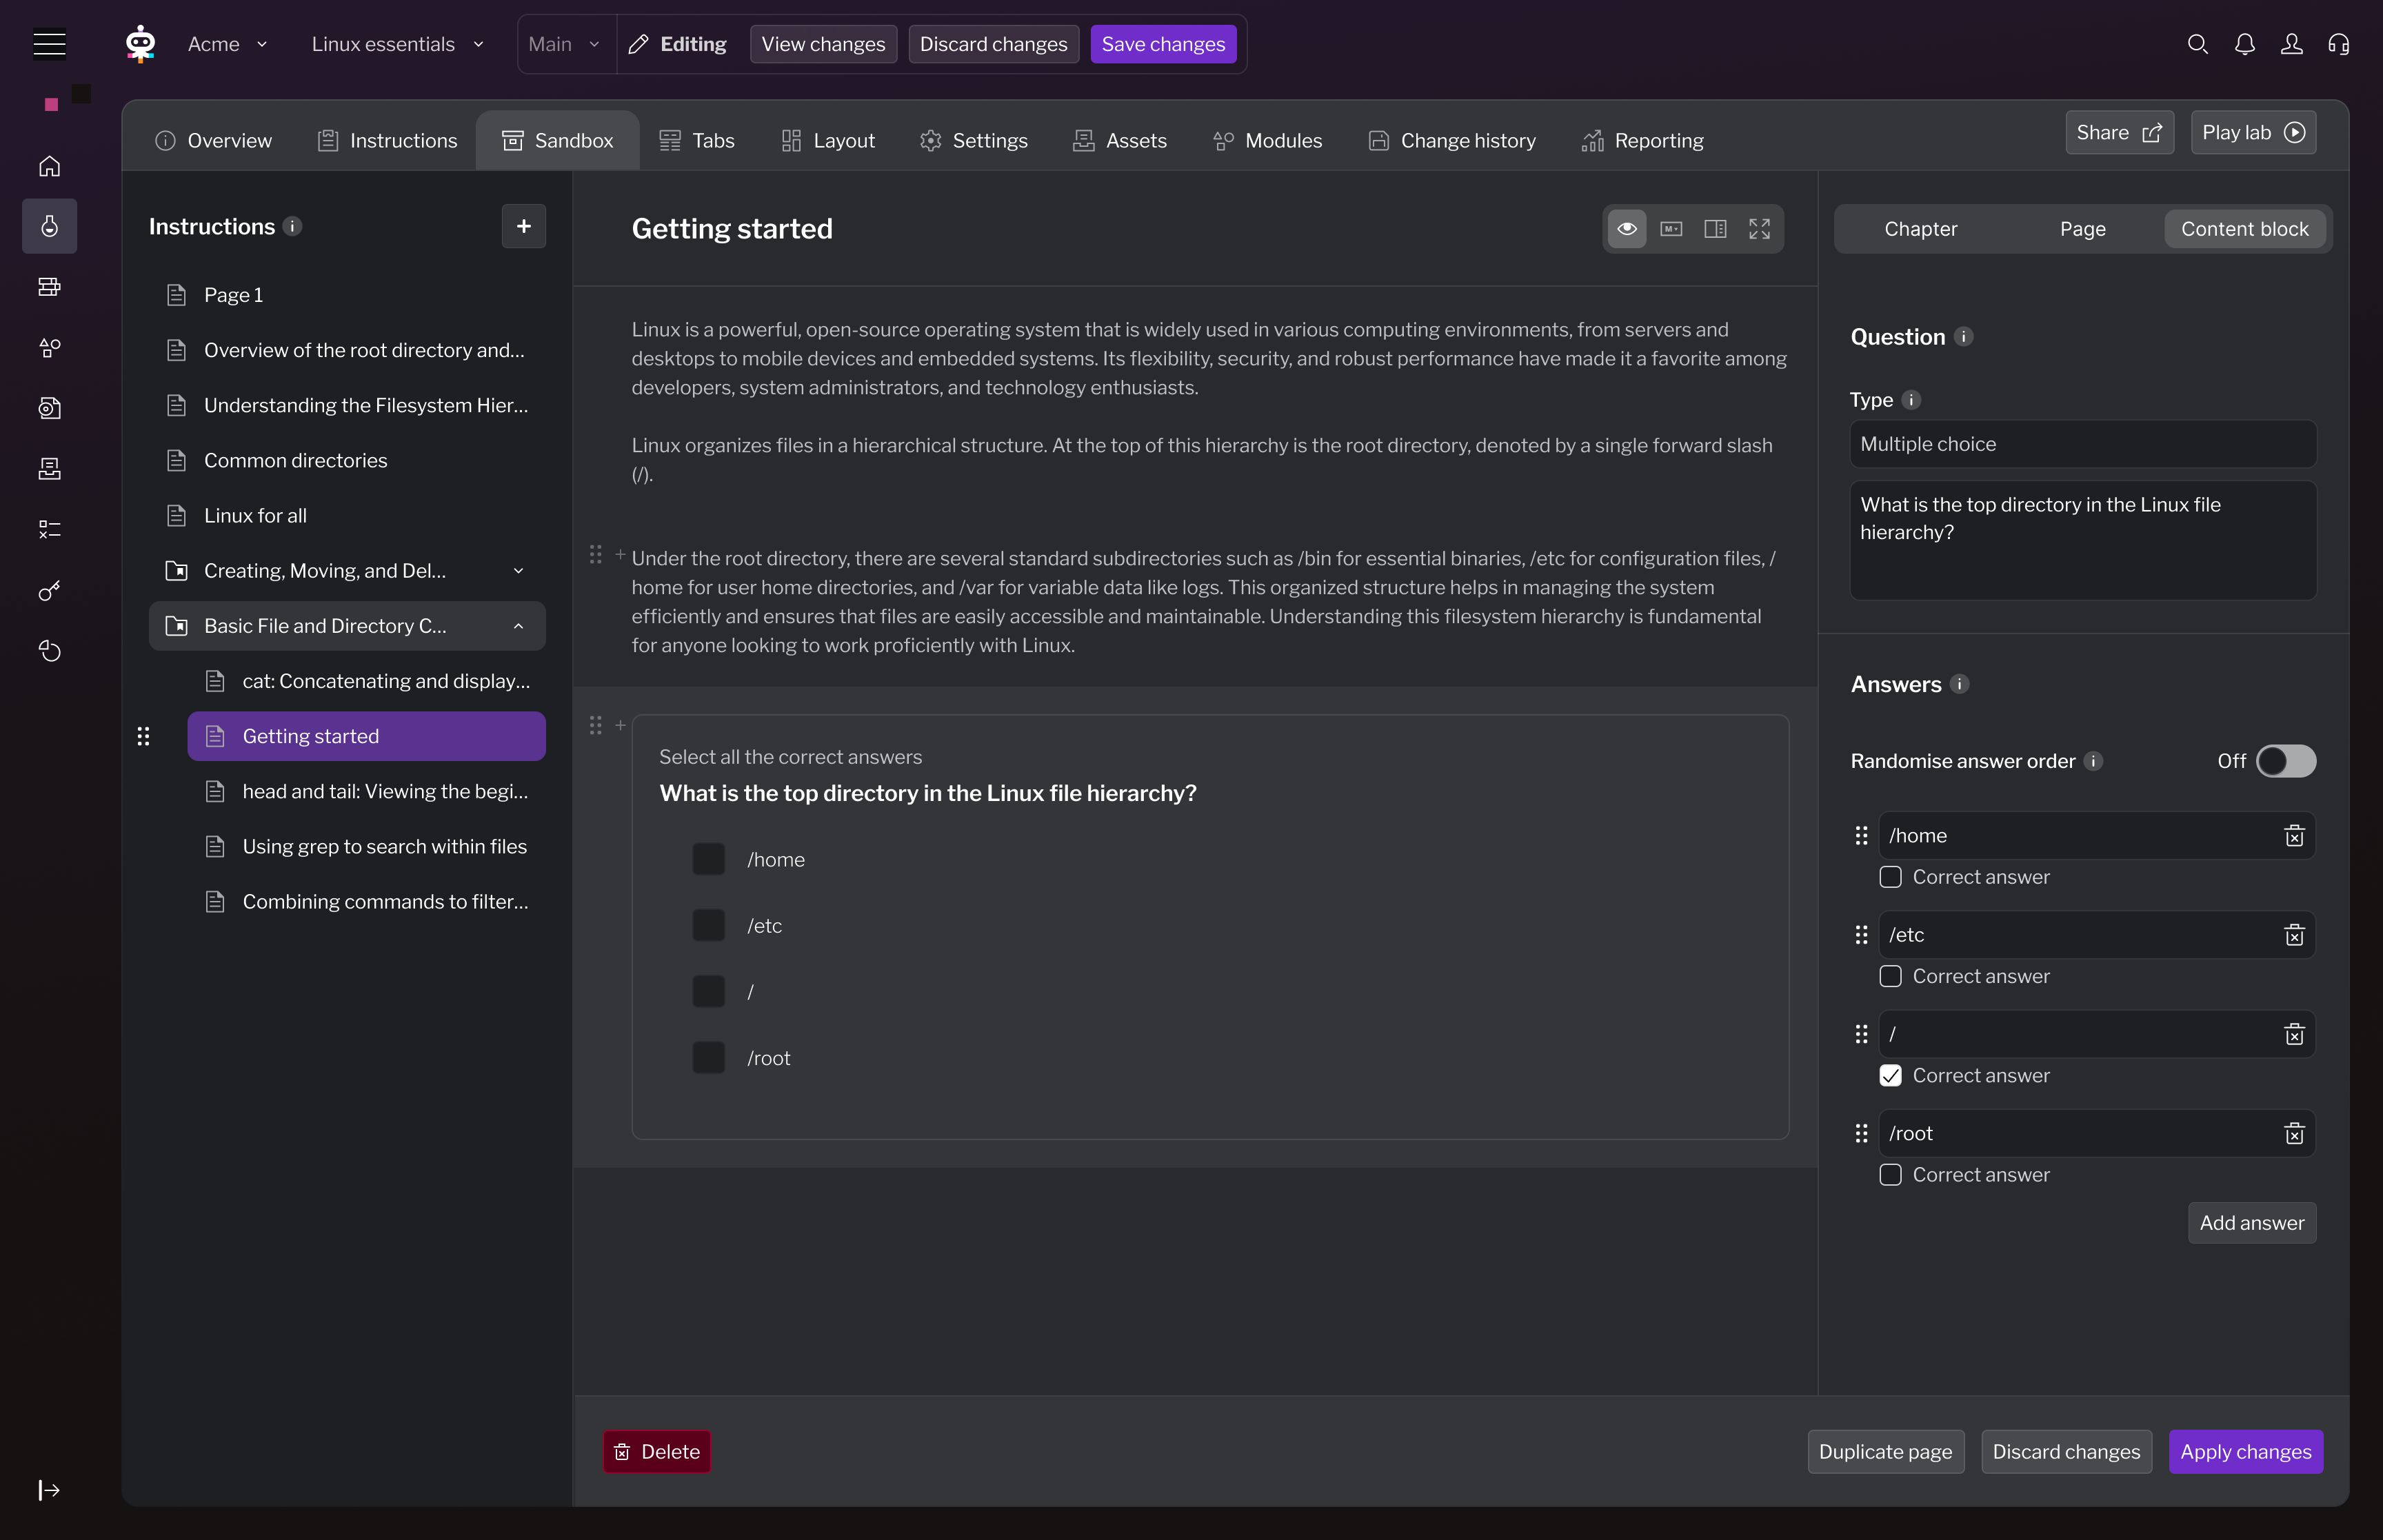 Acme
Linux essentials
Main
Editing
View changes
Discard changes
Save changes
Overview
Instructions
Sandbox
Tabs
Layout
Settings
Assets
Modules
Change history
Reporting
Share
Play lab
Instructions
Page 1
Overview of the root directory and...
Understanding the Filesystem Hier...
Common directories
Linux for all
Creating, Moving, and Del...
Basic File and Directory C...
cat: Concatenating and display...
Getting started
head and tail: Viewing the begi...
Using grep to search within files
Combining commands to filter...
Getting started
Linux is a powerful, open-source operating system that is widely used in various computing environments, from servers and
desktops to mobile devices and embedded systems. Its flexibility, security, and robust performance have made it a favorite among
developers, system administrators, and technology enthusiasts.
Linux organizes files in a hierarchical structure. At the top of this hierarchy is the root directory, denoted by a single forward slash
(/).
Under the root directory, there are several standard subdirectories such as /bin for essential binaries, /etc for configuration files, /
home for user home directories, and /var for variable data like logs. This organized structure helps in managing the system
efficiently and ensures that files are easily accessible and maintainable. Understanding this filesystem hierarchy is fundamental
for anyone looking to work proficiently with Linux.
Select all the correct answers
What is the top directory in the Linux file hierarchy?
/home
/etc
/
/root
Chapter
Page
Content block
Question
Type
Multiple choice
What is the top directory in the Linux file
hierarchy?
Answers
Randomise answer order
Off
/home
Correct answer
/etc
Correct answer
/
Correct answer
/root
Correct answer
Add answer
Delete
Duplicate page
Discard changes
Apply changes